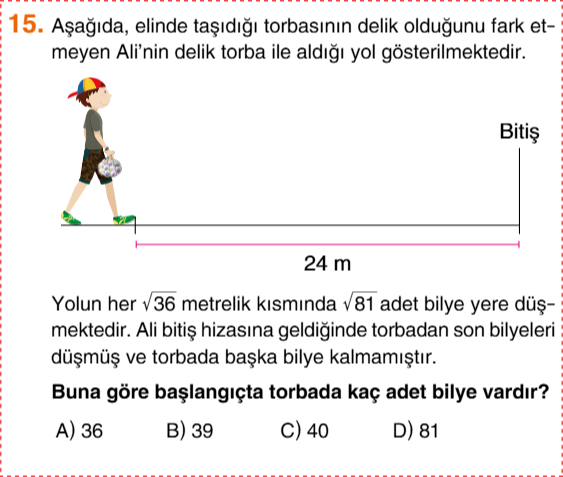 15. Aşağıda, elinde taşıdığı torbasının delik olduğunu fark et-
meyen Ali'nin delik torba ile aldığı yol gösterilmektedir.
Bitiş
24 m
Yolun her √36 metrelik kısmında √81 adet bilye yere düş-
mektedir. Ali bitiş hizasına geldiğinde torbadan son bilyeleri
düşmüş ve torbada başka bilye kalmamıştır.
Buna göre başlangıçta torbada kaç adet bilye vardır?
A) 36 B) 39 C) 40 D) 81